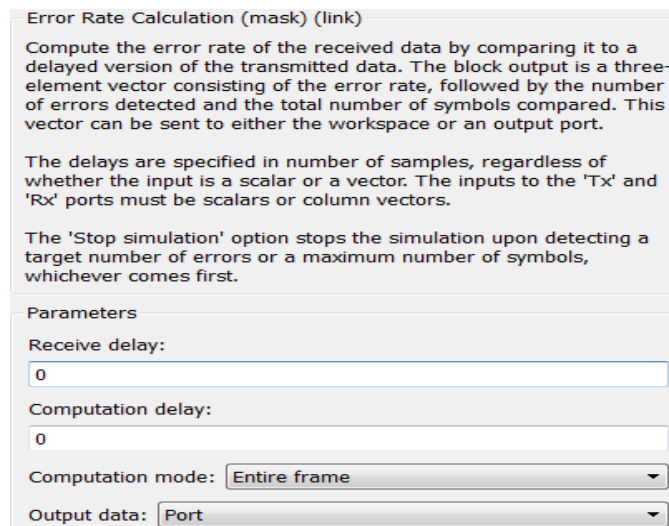 Error Rate Calculation (mask) (link)
Compute the error rate of the received data by comparing it to a
delayed version of the transmitted data. The block output is a three-
element vector consisting of the error rate, followed by the number
of errors detected and the total number of symbols compared. This
vector can be sent to either the workspace or an output port.
The delays are specified in number of samples, regardless of
whether the input is a scalar or a vector. The inputs to the 'Tx' and
'Rx' ports must be scalars or column vectors.
The 'Stop simulation' option stops the simulation upon detecting a
target number of errors or a maximum number of symbols,
whichever comes first.
Parameters
Receive delay:
0
Computation delay:
0
Computation mode: Entire frame
Output data: Port